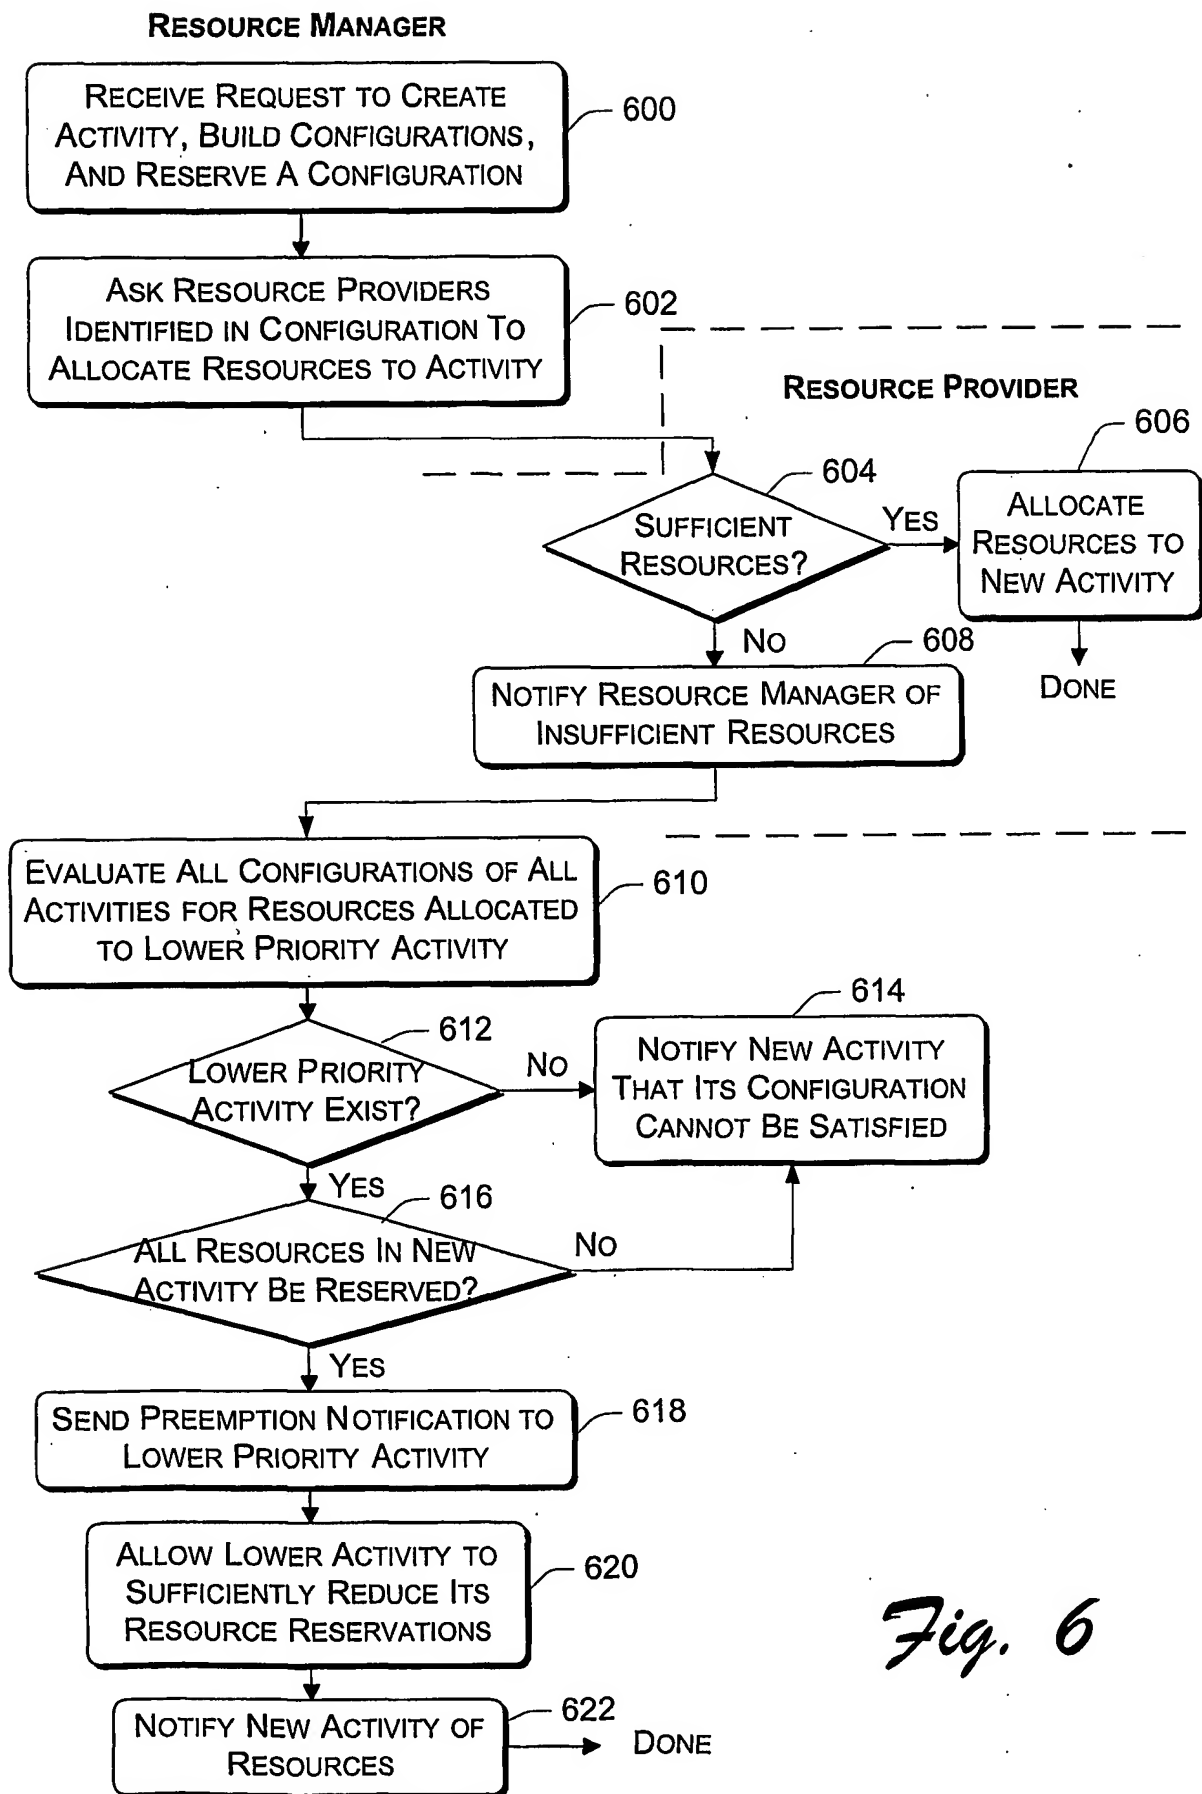 RESOURCE MANAGER
RECEIVE REQUEST TO CREATE
ACTIVITY, BUILD CONFIGURATIONS,
AND RESERVE A CONFIGURATION
600
ASK RESOURCE PROVIDERS
IDENTIFIED IN CONFIGURATION TO
ALLOCATE RESOURCES TO ACTIVITY
602
RESOURCE PROVIDER
604
SUFFICIENT
RESOURCES?
YES
606
ALLOCATE
RESOURCES TO
NEW ACTIVITY
DONE
NO
608
NOTIFY RESOURCE MANAGER OF
INSUFFICIENT RESOURCES
EVALUATE ALL CONFIGURATIONS OF ALL
ACTIVITIES FOR RESOURCES ALLOCATED
TO LOWER PRIORITY ACTIVITY
610
612
LOWER PRIORITY
ACTIVITY EXIST?
NO
614
NOTIFY NEW ACTIVITY
THAT ITS CONFIGURATION
CANNOT BE SATISFIED
YES
616
ALL RESOURCES IN NEW
ACTIVITY BE RESERVED?
NO
YES
SEND PREEMPTION NOTIFICATION TO
LOWER PRIORITY ACTIVITY
618
ALLOW LOWER ACTIVITY TO
SUFFICIENTLY REDUCE ITS
RESOURCE RESERVATIONS
620
NOTIFY NEW ACTIVITY OF
RESOURCES
622
DONE
Fig. 6